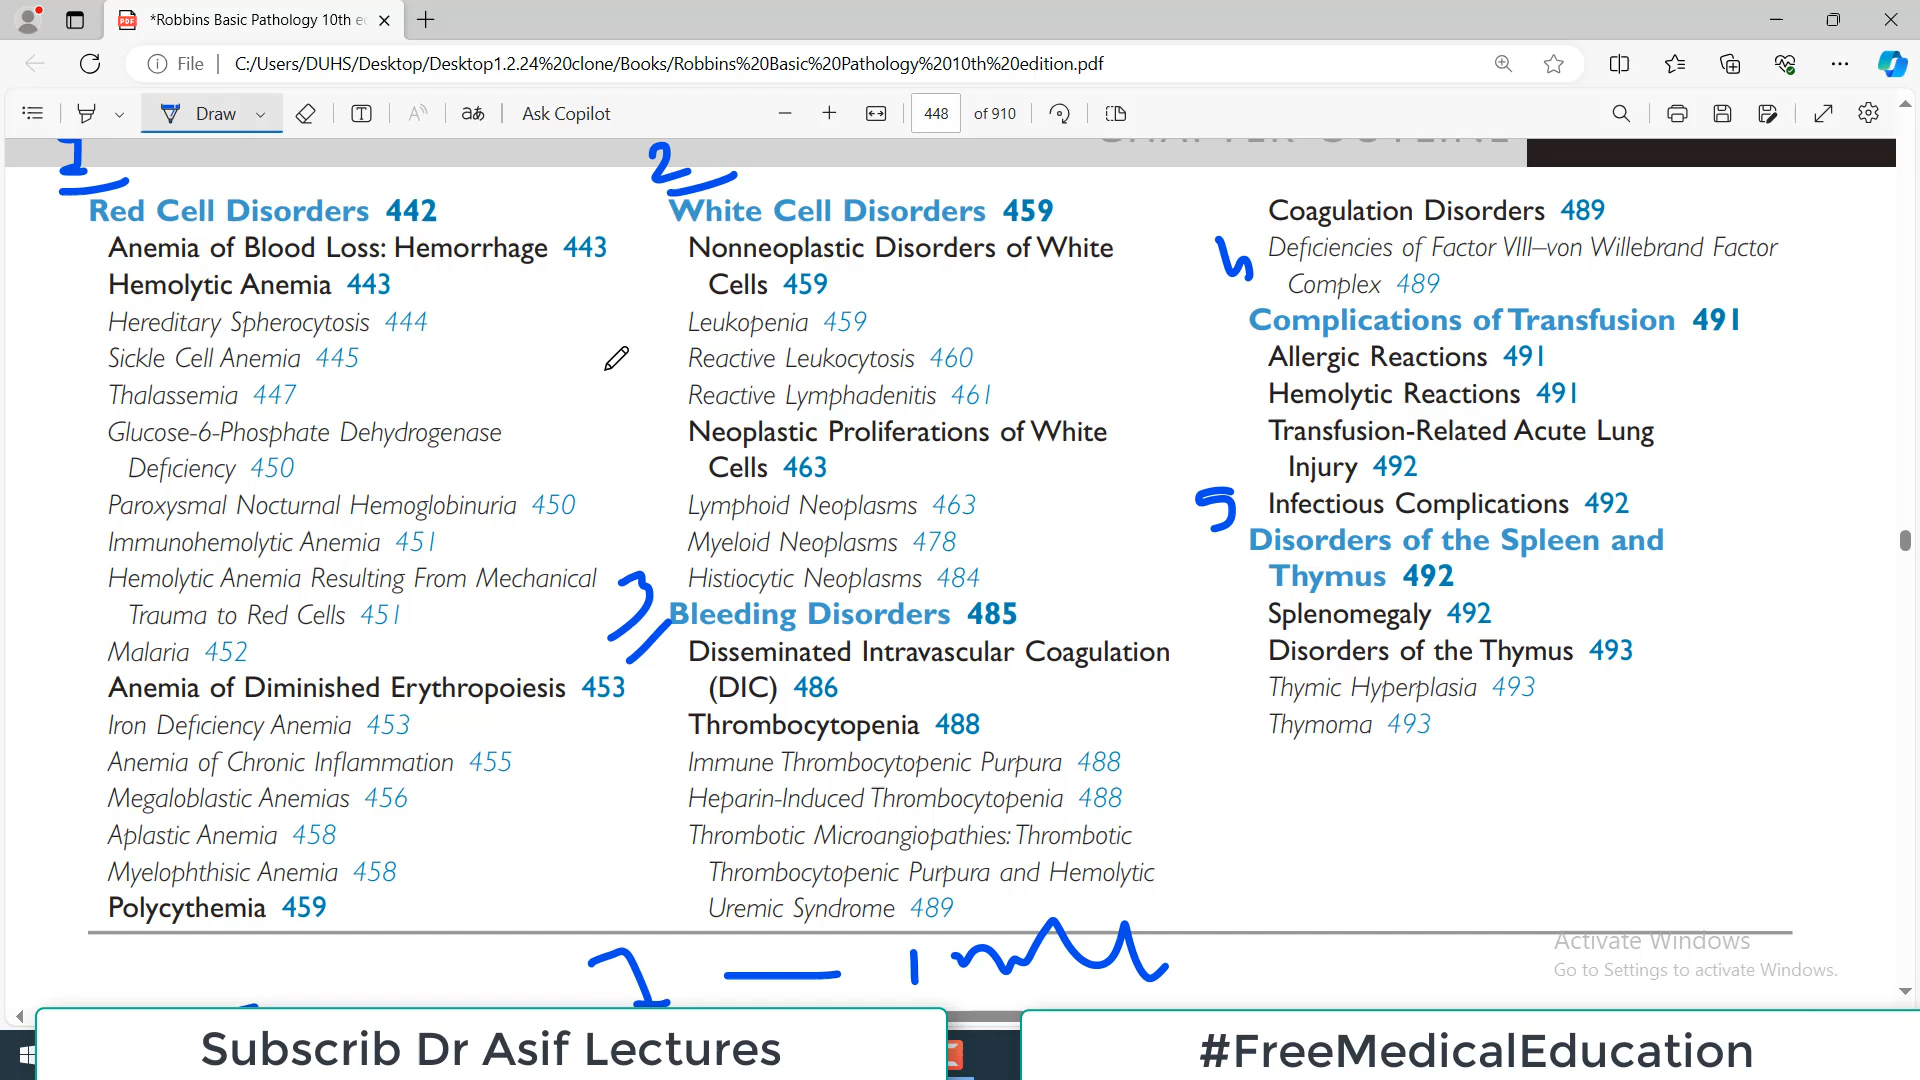 *Robbins Basic Pathology 10th e
File
C:/Users/DUHS/Desktop/Desktop1.2.24%20clone/Books/Robbins%20Basic%20Pathology%2010th%20edition.pdf
Draw
Ask Copilot
448 of 910
CHAPTER OUTLINE
1
Red Cell Disorders 442
Anemia of Blood Loss: Hemorrhage 443
Hemolytic Anemia 443
Hereditary Spherocytosis 444
Sickle Cell Anemia 445
Thalassemia 447
Glucose-6-Phosphate Dehydrogenase
Deficiency 450
Paroxysmal Nocturnal Hemoglobinuria 450
Immunohemolytic Anemia 451
Hemolytic Anemia Resulting From Mechanical
Trauma to Red Cells 451
Malaria 452
Anemia of Diminished Erythropoiesis 453
Iron Deficiency Anemia 453
Anemia of Chronic Inflammation 455
Megaloblastic Anemias 456
Aplastic Anemia 458
Myelophthisic Anemia 458
Polycythemia 459
2
White Cell Disorders 459
Nonneoplastic Disorders of White
Cells 459
Leukopenia 459
Reactive Leukocytosis 460
Reactive Lymphadenitis 461
Neoplastic Proliferations of White
Cells 463
Lymphoid Neoplasms 463
Myeloid Neoplasms 478
Histiocytic Neoplasms 484
3
Bleeding Disorders 485
Disseminated Intravascular Coagulation
(DIC) 486
Thrombocytopenia 488
Immune Thrombocytopenic Purpura 488
Heparin-Induced Thrombocytopenia 488
Thrombotic Microangiopathies: Thrombotic
Thrombocytopenic Purpura and Hemolytic
Uremic Syndrome 489
Coagulation Disorders 489
Deficiencies of Factor VIII–von Willebrand Factor
Complex 489
4
Complications of Transfusion 491
Allergic Reactions 491
Hemolytic Reactions 491
Transfusion-Related Acute Lung
Injury 492
Infectious Complications 492
5
Disorders of the Spleen and
Thymus 492
Splenomegaly 492
Disorders of the Thymus 493
Thymic Hyperplasia 493
Thymoma 493
Activate Windows
Go to Settings to activate Windows.
Subscrib Dr Asif Lectures
#FreeMedicalEducation